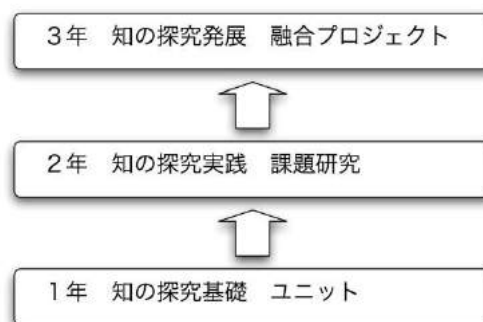 3年　知の探究発展　融合プロジェクト
2年　知の探究実践　課題研究
1年　知の探究基礎　ユニット